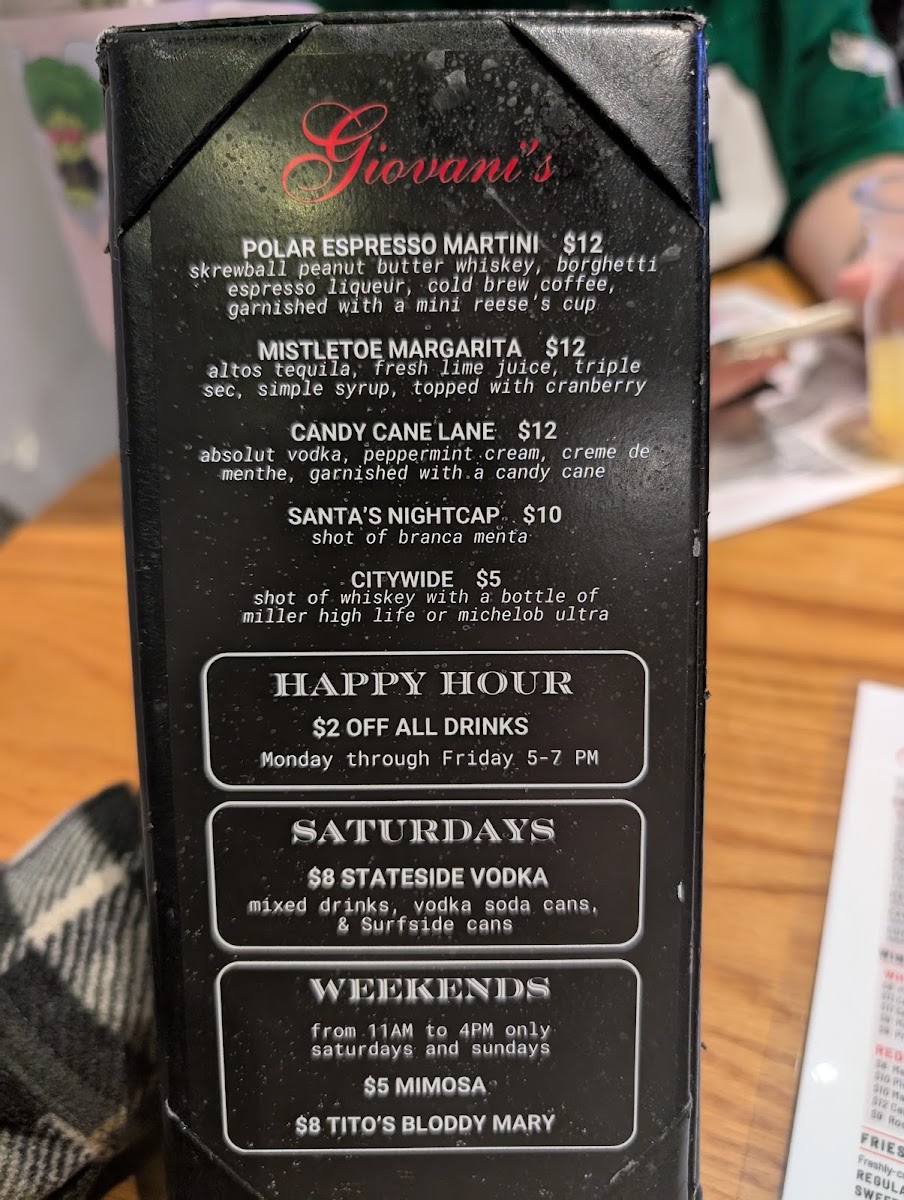 Giovani's
POLAR ESPRESSO MARTINI $12
skrewball peanut butter whiskey, borghetti
espresso liqueur, cold brew coffee,
garnished with a mini reese's cup
MISTLETOE MARGARITA $12
altos tequila, fresh lime juice, triple
sec, simple syrup, topped with cranberry
CANDY CANE LANE $12
absolut vodka, peppermint cream, creme de
menthe, garnished with a candy cane
SANTA'S NIGHTCAP $10
shot of branca menta
CITYWIDE $5
shot of whiskey with a bottle of
miller high life or michelob ultra
HAPPY HOUR
$2 OFF ALL DRINKS
Monday through Friday 5-7 PM
SATURDAYS
$8 STATESIDE VODKA
mixed drinks, vodka soda cans,
& Surfside cans
WEEKENDS
from 11AM to 4PM only
saturdays and sundays
$5 MIMOSA
$8 TITO'S BLODDY MARY
RED
FRIES
Freshly-c
REGULA
SWEE